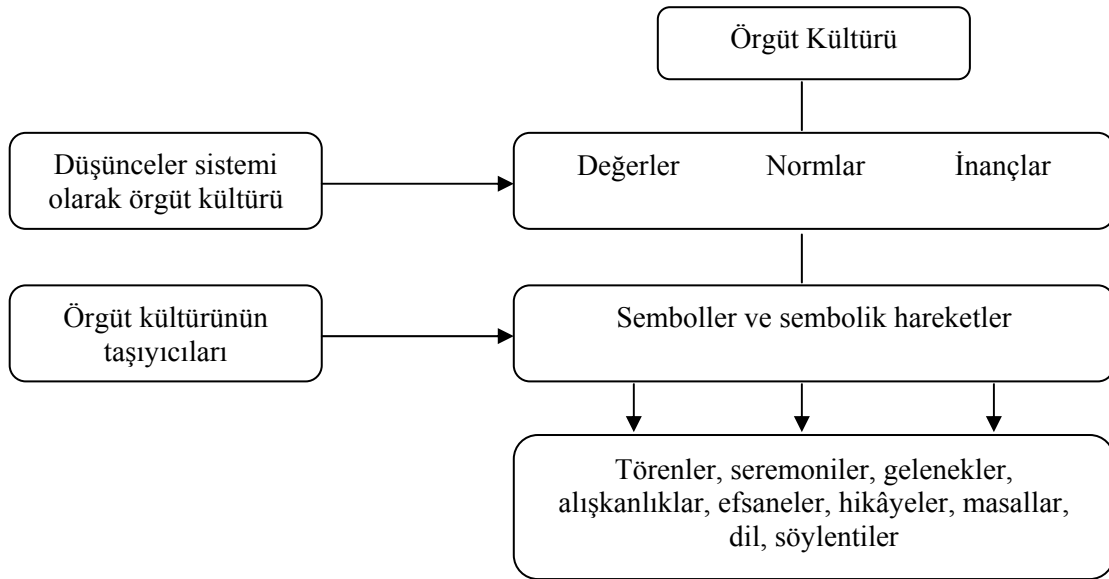 Örgüt Kültürü
Düşünceler sistemi
olarak örgüt kültürü
Değerler Normlar İnançlar
Örgüt kültürünün
taşıyıcıları
Semboller ve sembolik hareketler
Törenler, seremoniler, gelenekler,
alışkanlıklar, efsaneler, hikâyeler, masallar,
dil, söylentiler